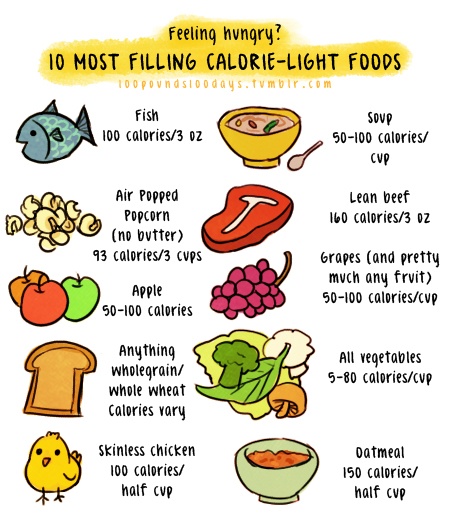 Feeling hungry?
10 MOST FILLING CALORIE-LIGHT FOODS
100pounds100days.tumblr.com
Fish
100 calories/3 oz
Soup
50-100 calories/
cup
Air Popped
Popcorn
(no butter)
93 calories/3 cups
Lean beef
160 calories/3 oz
Apple
50-100 calories
Grapes (and pretty
much any fruit)
50-100 calories/cup
Anything
wholegrain/
whole wheat
Calories vary
All vegetables
5-80 calories/cup
Skinless chicken
100 calories/
half cup
Oatmeal
150 calories/
half cup